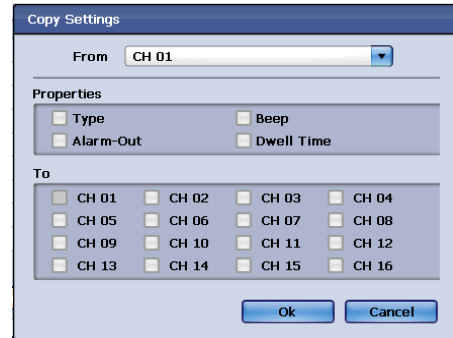 Copy Settings
From CH 01
Properties
Type Beep
Alarm-Out Dwell Time
To
CH 01 CH 02 CH 03 CH 04
CH 05 CH 06 CH 07 CH 08
CH 09 CH 10 CH 11 CH 12
CH 13 CH 14 CH 15 CH 16
Ok Cancel